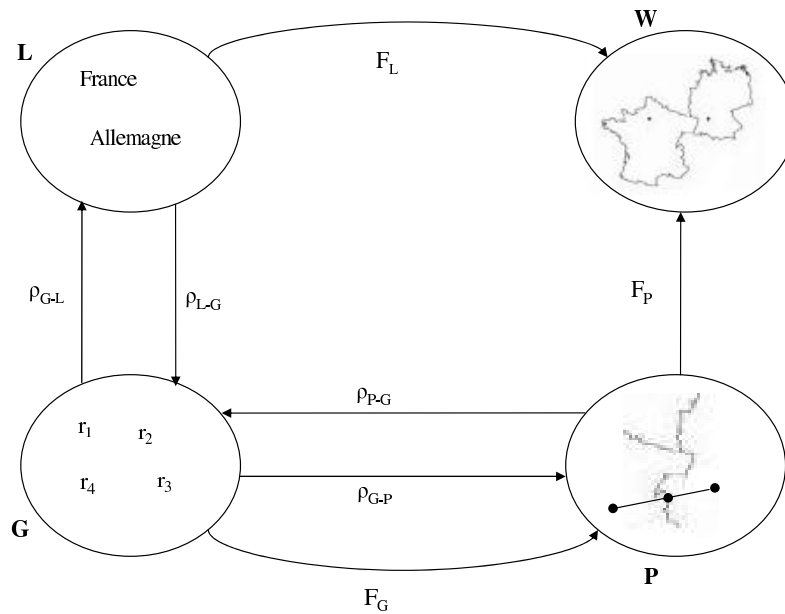 W
L
F_L
France
Allemagne
ρ_G-L
ρ_L-G
F_P
ρ_P-G
r_1
r_2
r_4
r_3
ρ_G-P
G
P
F_G